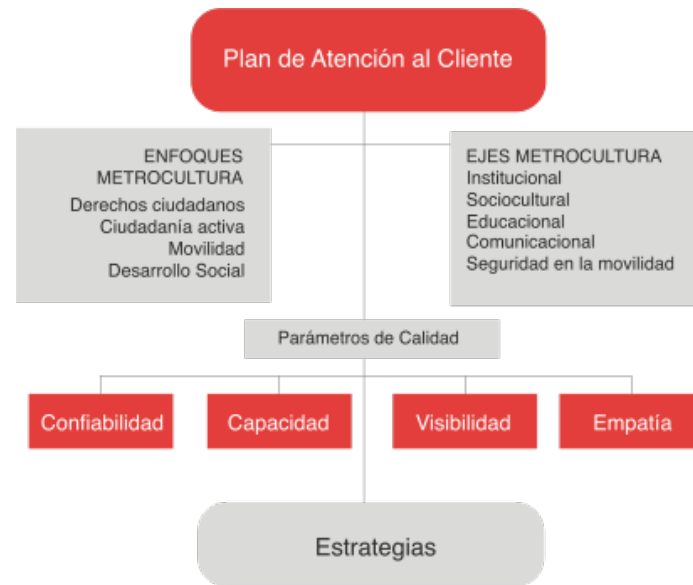 Plan de Atención al Cliente
ENFOQUES
METROCULTURA
Derechos ciudadanos
Ciudadanía activa
Movilidad
Desarrollo Social
EJES METROCULTURA
Institucional
Sociocultural
Educacional
Comunicacional
Seguridad en la movilidad
Parámetros de Calidad
Confiabilidad
Capacidad
Visibilidad
Empatía
Estrategias